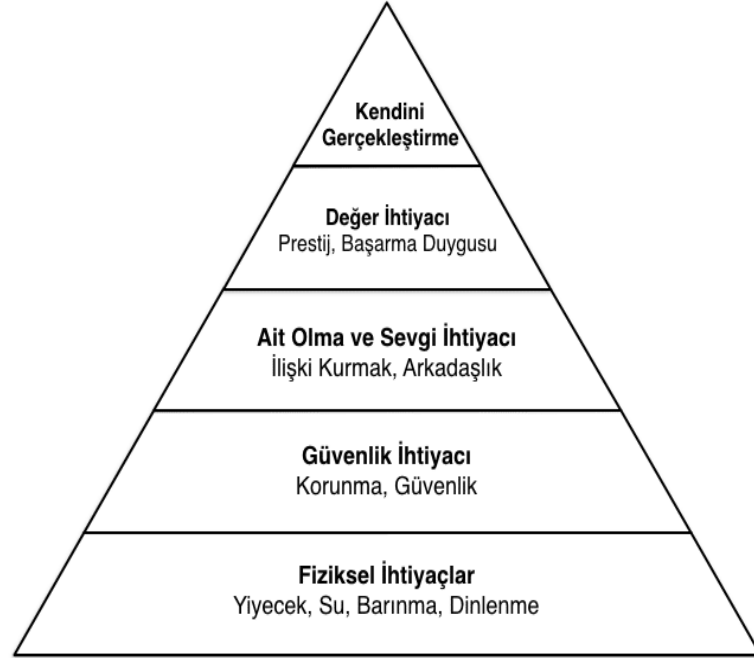 Kendini
Gerçekleştirme
Değer İhtiyacı
Prestij, Başarma Duygusu
Ait Olma ve Sevgi İhtiyacı
İlişki Kurmak, Arkadaşlık
Güvenlik İhtiyacı
Korunma, Güvenlik
Fiziksel İhtiyaçlar
Yiyecek, Su, Barınma, Dinlenme